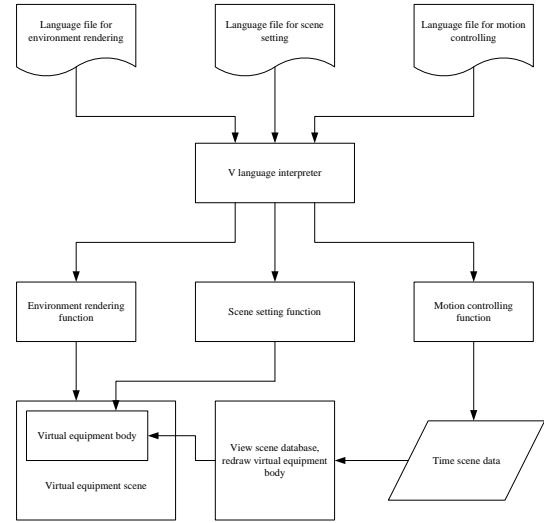 Language file for
environment rendering
Language file for scene
setting
Language file for motion
controlling
V language interpreter
Environment rendering
function
Scene setting function
Motion controlling
function
Virtual equipment body
Virtual equipment scene
View scene database,
redraw virtual equipment
body
Time scene data